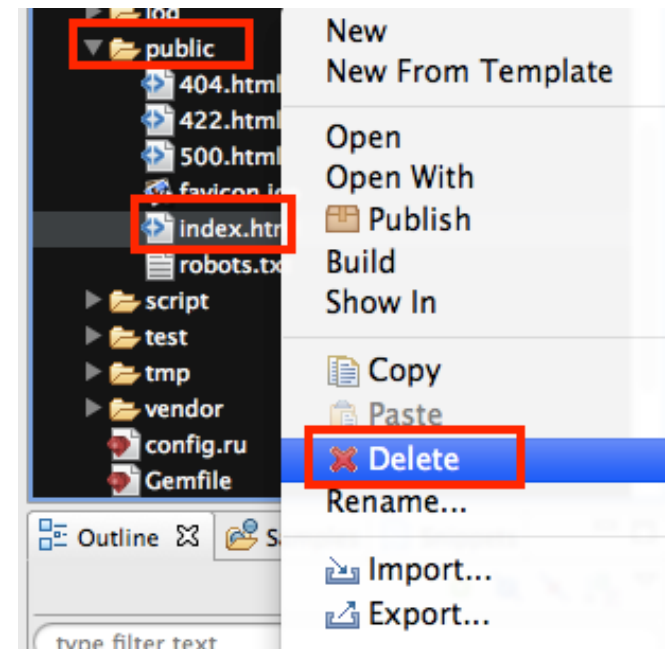 log
public
404.html
422.html
500.html
favicon.ic
index.htm
robots.tx
script
test
tmp
vendor
config.ru
Gemfile
Outline
S
type filter text
New
New From Template
Open
Open With
Publish
Build
Show In
Copy
Paste
Delete
Rename...
Import...
Export...